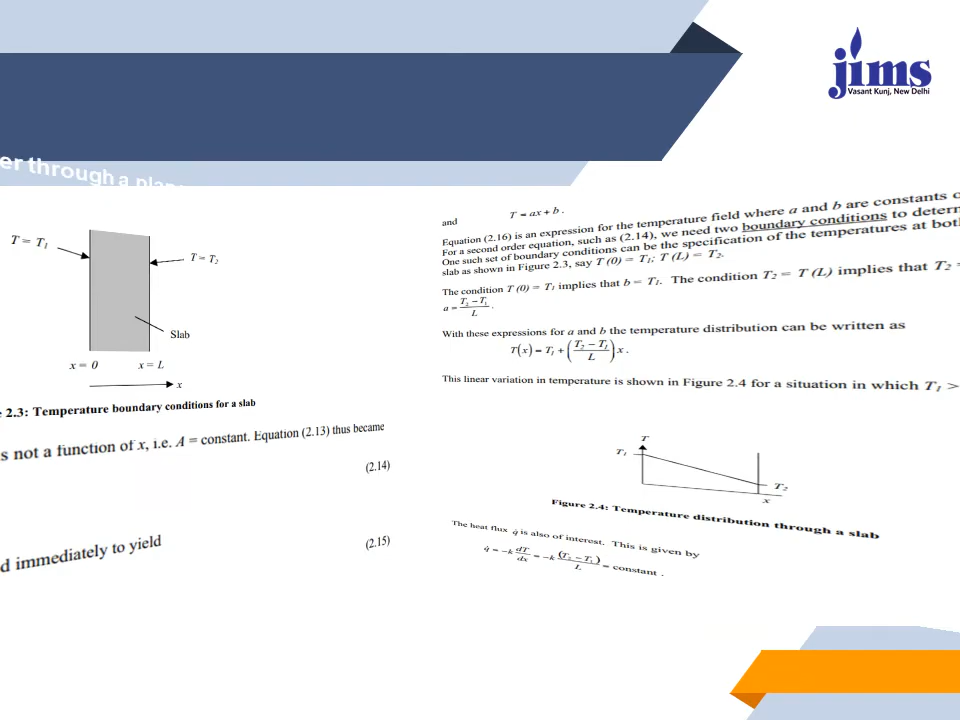 jims
Vasant Kunj, New Delhi
er through a plane
T = T1
T = T2
Slab
x = 0 x = L
x
2.3: Temperature boundary conditions for a slab
s not a function of x, i.e. A = constant. Equation (2.13) thus became
(2.14)
d immediately to yield
(2.15)
and T = ax + b .
Equation (2.16) is an expression for the temperature field where a and b are constants
For a second order equation, such as (2.14), we need two boundary conditions to
One such set of boundary conditions can be the specification of the temperatures at
slab as shown in Figure 2.3, say T (0) = T1; T (L) = T2.
The condition T (0) = T1 implies that b = T1. The condition T2 = T (L) implies that T2 =
a = (T2 − T1)/L .
With these expressions for a and b the temperature distribution can be written as
T(x) = T1 + ((T2 − T1)/L) x .
This linear variation in temperature is shown in Figure 2.4 for a situation in which T1 >
T
T1
T2
x
Figure 2.4: Temperature distribution through a slab
The heat flux q̇ is also of interest. This is given by
q̇ = −k dT/dx = −k (T2 − T1)/L = constant .